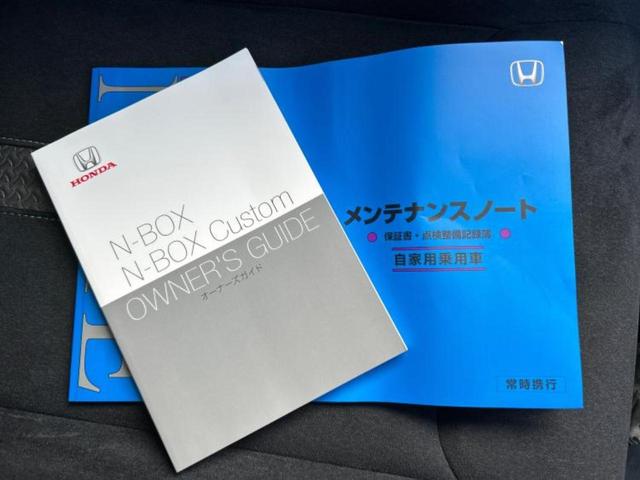 HONDA
N-BOX
N-BOX Custom
OWNER'S GUIDE
オーナーズガイド
メンテナンスノート
保証書・点検整備記録簿
自家用乗用車
常時携行